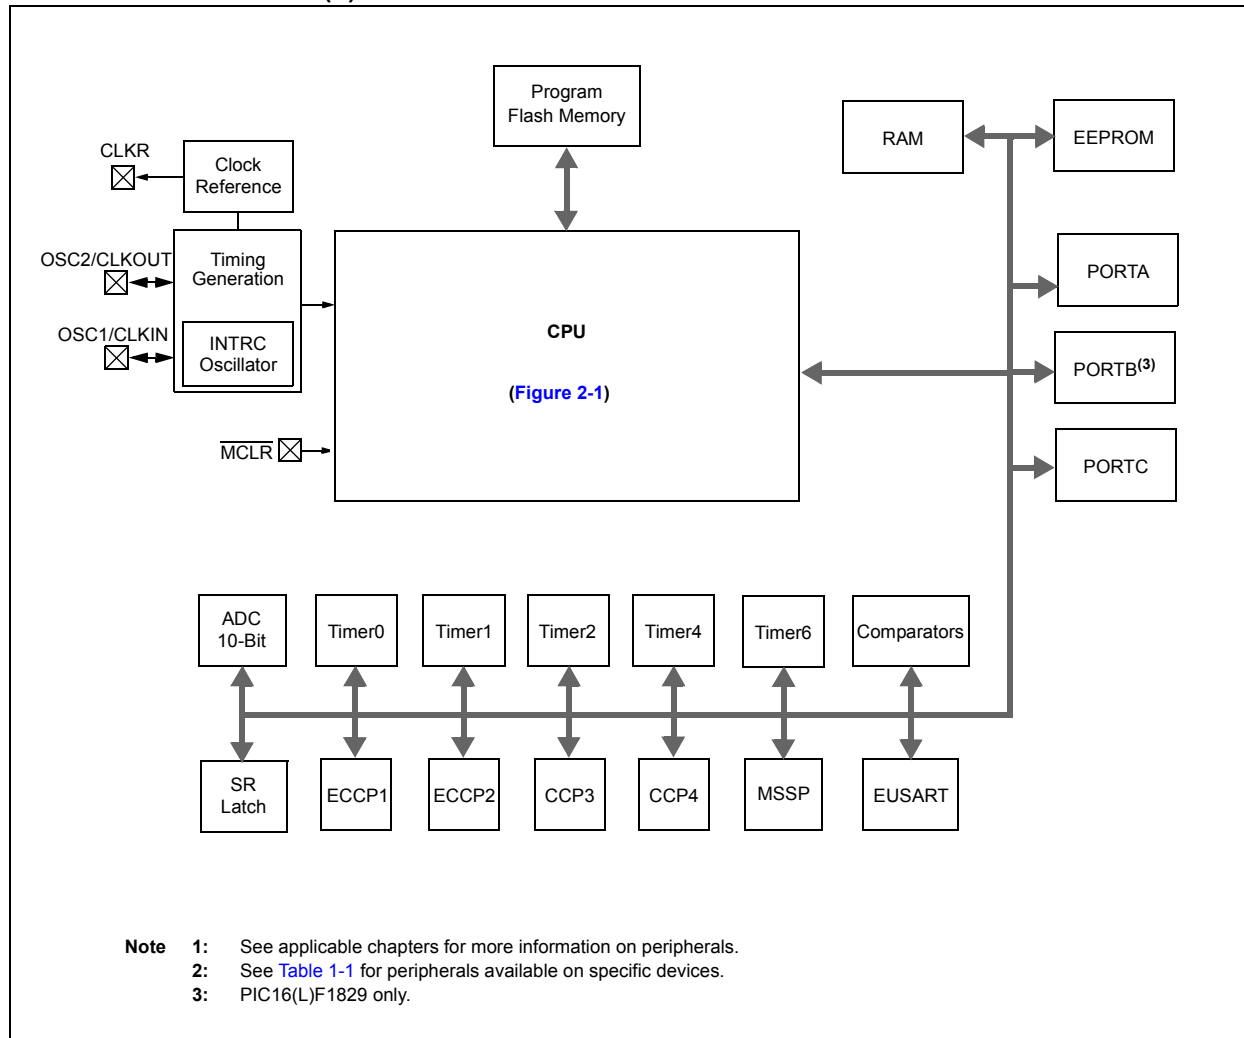 Program
Flash Memory
RAM
EEPROM
CLKR
Clock
Reference
OSC2/CLKOUT
Timing
Generation
PORTA
OSC1/CLKIN
INTRC
Oscillator
CPU
(Figure 2-1)
PORTB(3)
MCLR
PORTC
ADC
10-Bit
Timer0
Timer1
Timer2
Timer4
Timer6
Comparators
SR
Latch
ECCP1
ECCP2
CCP3
CCP4
MSSP
EUSART
Note 1: See applicable chapters for more information on peripherals.
2: See Table 1-1 for peripherals available on specific devices.
3: PIC16(L)F1829 only.